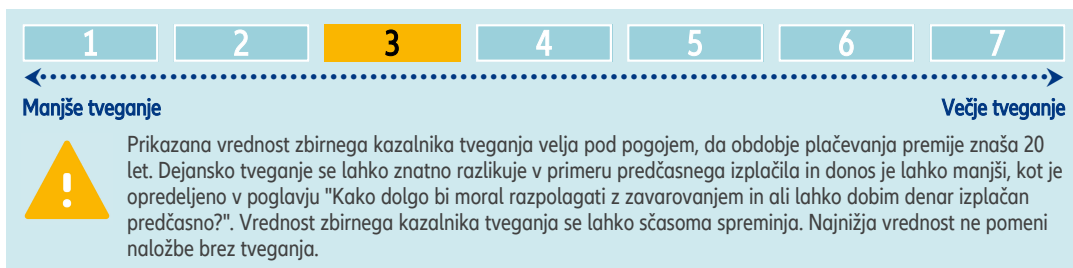 1 2 3 4 5 6 7
Manjše tveganje Večje tveganje
Prikazana vrednost zbirnega kazalnika tveganja velja pod pogojem, da obdobje plačevanja premije znaša 20
let. Dejansko tveganje se lahko znatno razlikuje v primeru predčasnega izplačila in donos je lahko manjši, kot je
opredeljeno v poglavju "Kako dolgo bi moral razpolagati z zavarovanjem in ali lahko dobim denar izplačan
predčasno?". Vrednost zbirnega kazalnika tveganja se lahko sčasoma spreminja. Najnižja vrednost ne pomeni
naložbe brez tveganja.